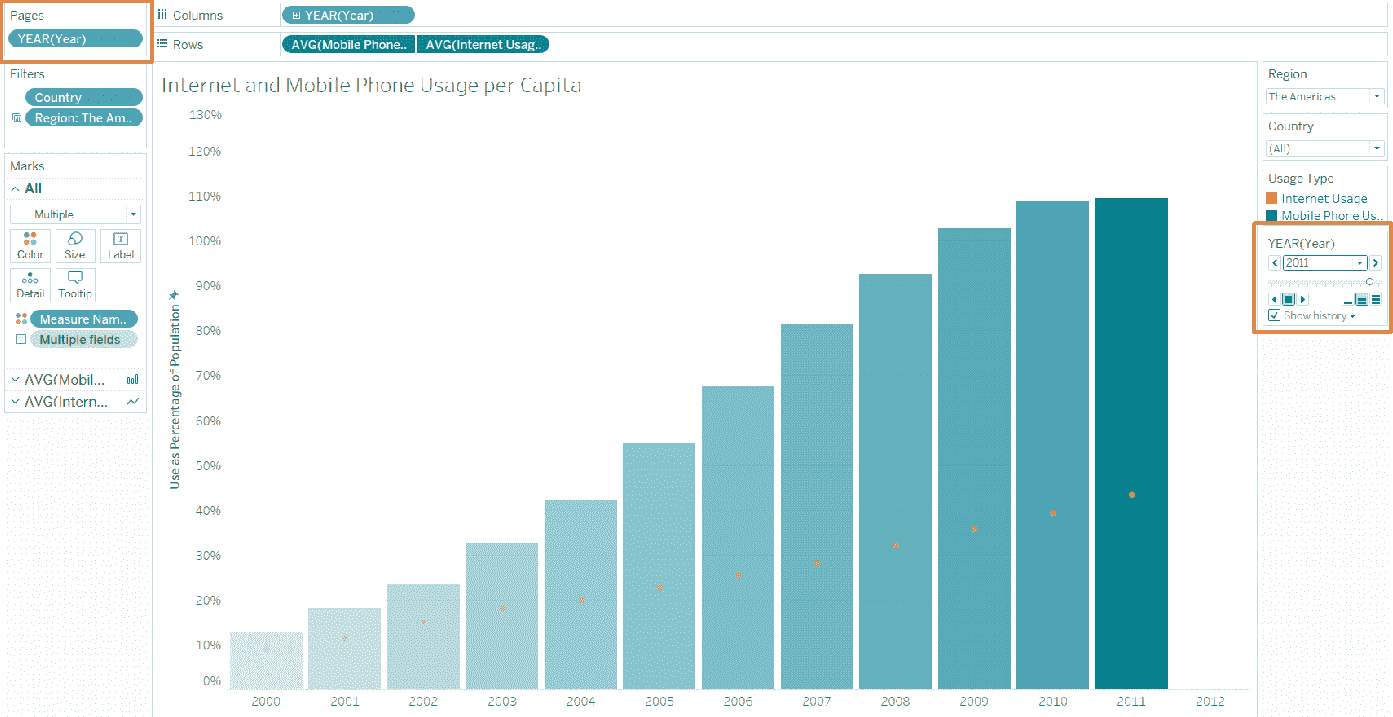 Pages
YEAR(Year)
Columns
YEAR(Year)
Rows
AVG(Mobile Phone..
AVG(Internet Usag..
Filters
Country
Region: The Am..
Marks
All
Multiple
Color
Size
Label
Detail
Tooltip
Measure Nam..
Multiple fields
AVG(Mobil...
AVG(Intern...
Internet and Mobile Phone Usage per Capita
Use as Percentage of Population
130%
120%
110%
100%
90%
80%
70%
60%
50%
40%
30%
20%
10%
0%
2000
2001
2002
2003
2004
2005
2006
2007
2008
2009
2010
2011
2012
Region
The Americas
Country
(All)
Usage Type
Internet Usage
Mobile Phone Us..
YEAR(Year)
2011
Show history